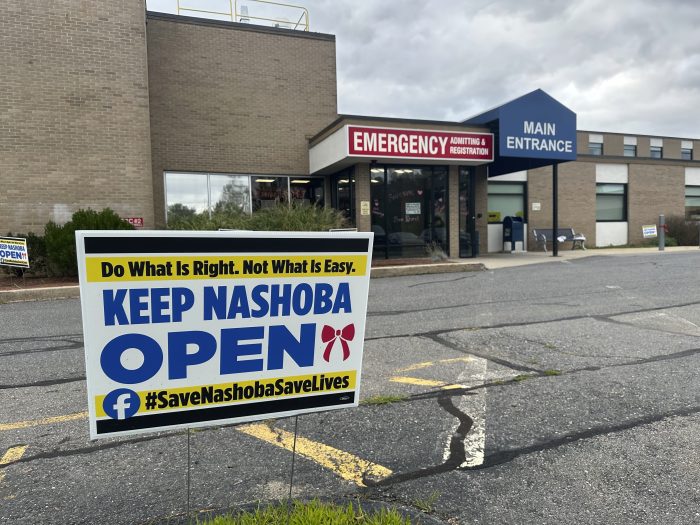 EMERGENCY
ADMITTING &
REGISTRATION
MAIN
ENTRANCE
Do What Is Right. Not What Is Easy.
KEEP NASHOBA
OPEN
#SaveNashobaSaveLives